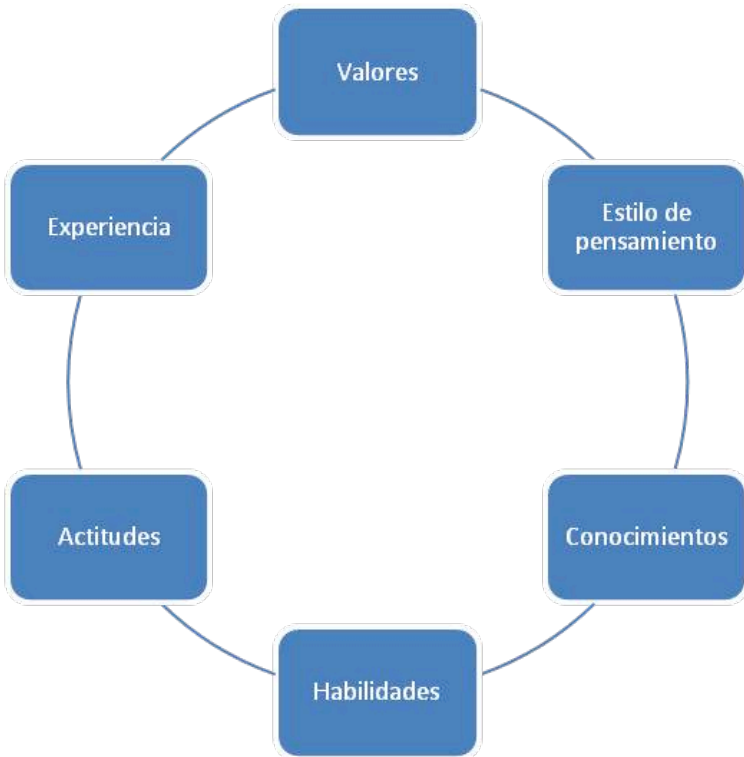 Valores
Estilo de
pensamiento
Conocimientos
Habilidades
Actitudes
Experiencia